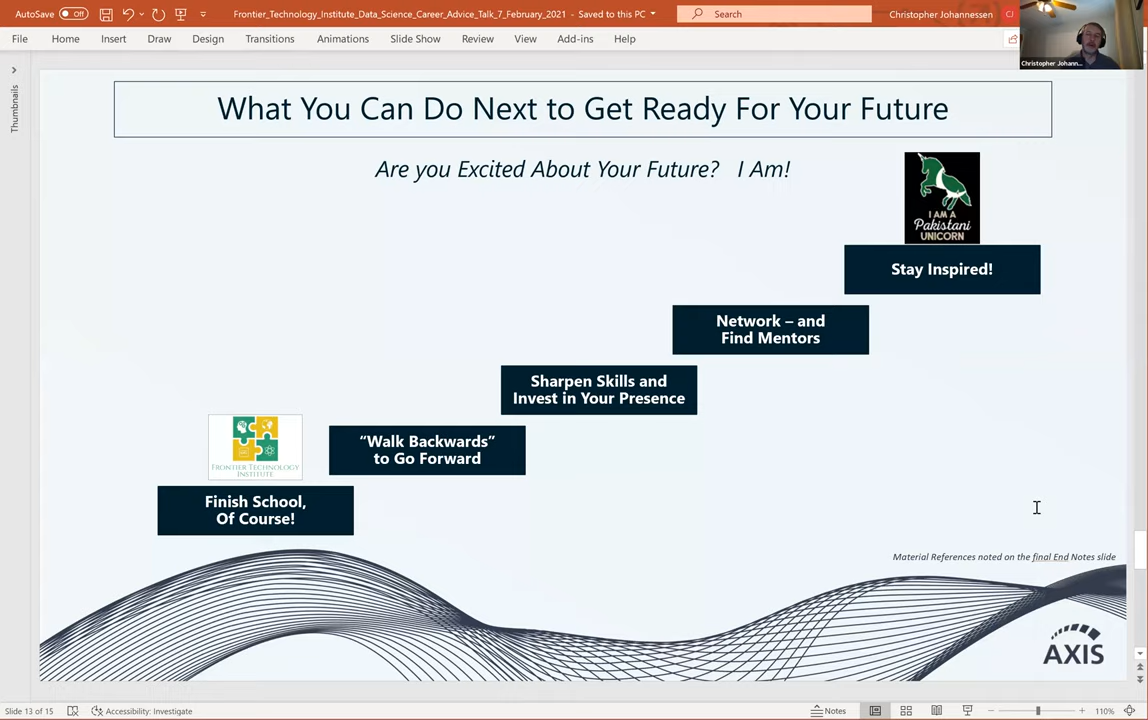 AutoSave Off
Frontier_Technology_Institute_Data_Science_Career_Advice_Talk_7_February_2021 - Saved to this PC
Search
Christopher Johannessen CJ
File Home Insert Draw Design Transitions Animations Slide Show Review View Add-ins Help
Christopher Johann...
Thumbnails
What You Can Do Next to Get Ready For Your Future
Are you Excited About Your Future? I Am!
I AM A
Pakistani
UNICORN
Stay Inspired!
Network – and
Find Mentors
Sharpen Skills and
Invest in Your Presence
“Walk Backwards”
to Go Forward
FRONTIER TECHNOLOGY
INSTITUTE
Finish School,
Of Course!
Material References noted on the final End Notes slide
AXIS
Slide 13 of 15 Accessibility: Investigate Notes 110%